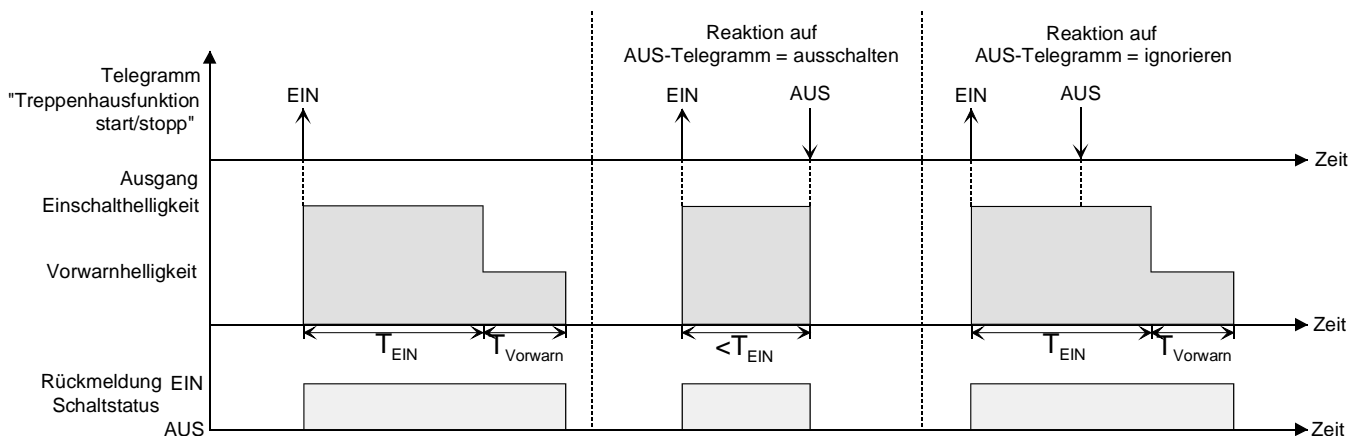 Reaktion auf
AUS-Telegramm = ausschalten
Reaktion auf
AUS-Telegramm = ignorieren
Telegramm
"Treppenhausfunktion
start/stopp"
EIN
EIN
AUS
EIN
AUS
Zeit
Ausgang
Einschalthelligkeit
Vorwarnhelligkeit
Zeit
TEIN
TVorwarn
<TEIN
TEIN
TVorwarn
Rückmeldung EIN
Schaltstatus
AUS
Zeit